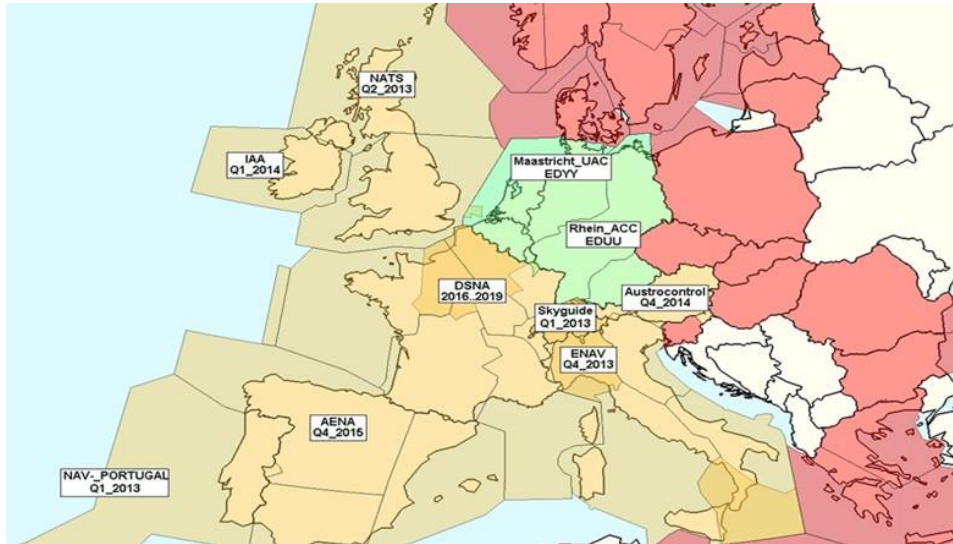 NATS
Q2_2013
IAA
Q1_2014
Maastricht_UAC
EDYY
Rhein_ACC
EDUU
DSNA
2016..2019
Austrocontrol
Q4_2014
Skyguide
Q1_2013
ENAV
Q4_2013
AENA
Q4_2015
NAV-_PORTUGAL
Q1_2013